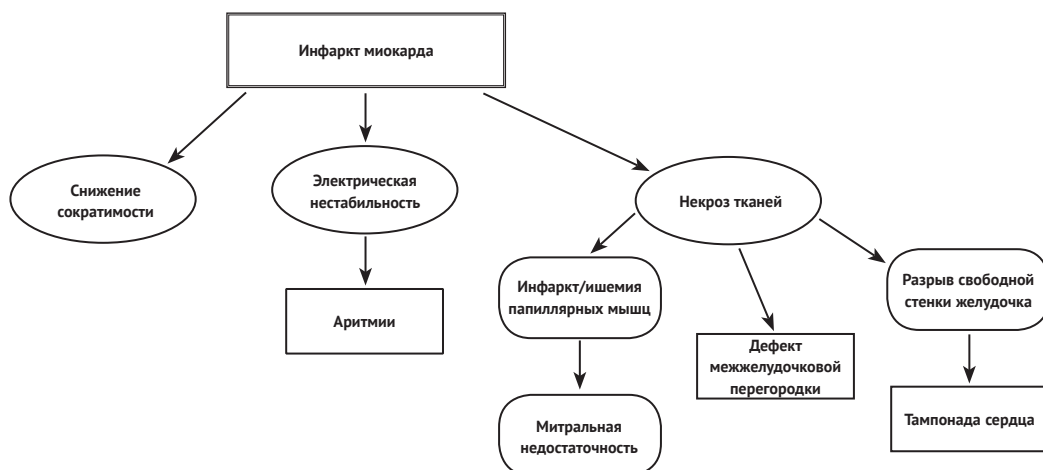 Инфаркт миокарда
Снижение
сократимости
Электрическая
нестабильность
Некроз тканей
Аритмии
Инфаркт/ишемия
папиллярных мышц
Разрыв свободной
стенки желудочка
Дефект
межжелудочковой
перегородки
Митральная
недостаточность
Тампонада сердца